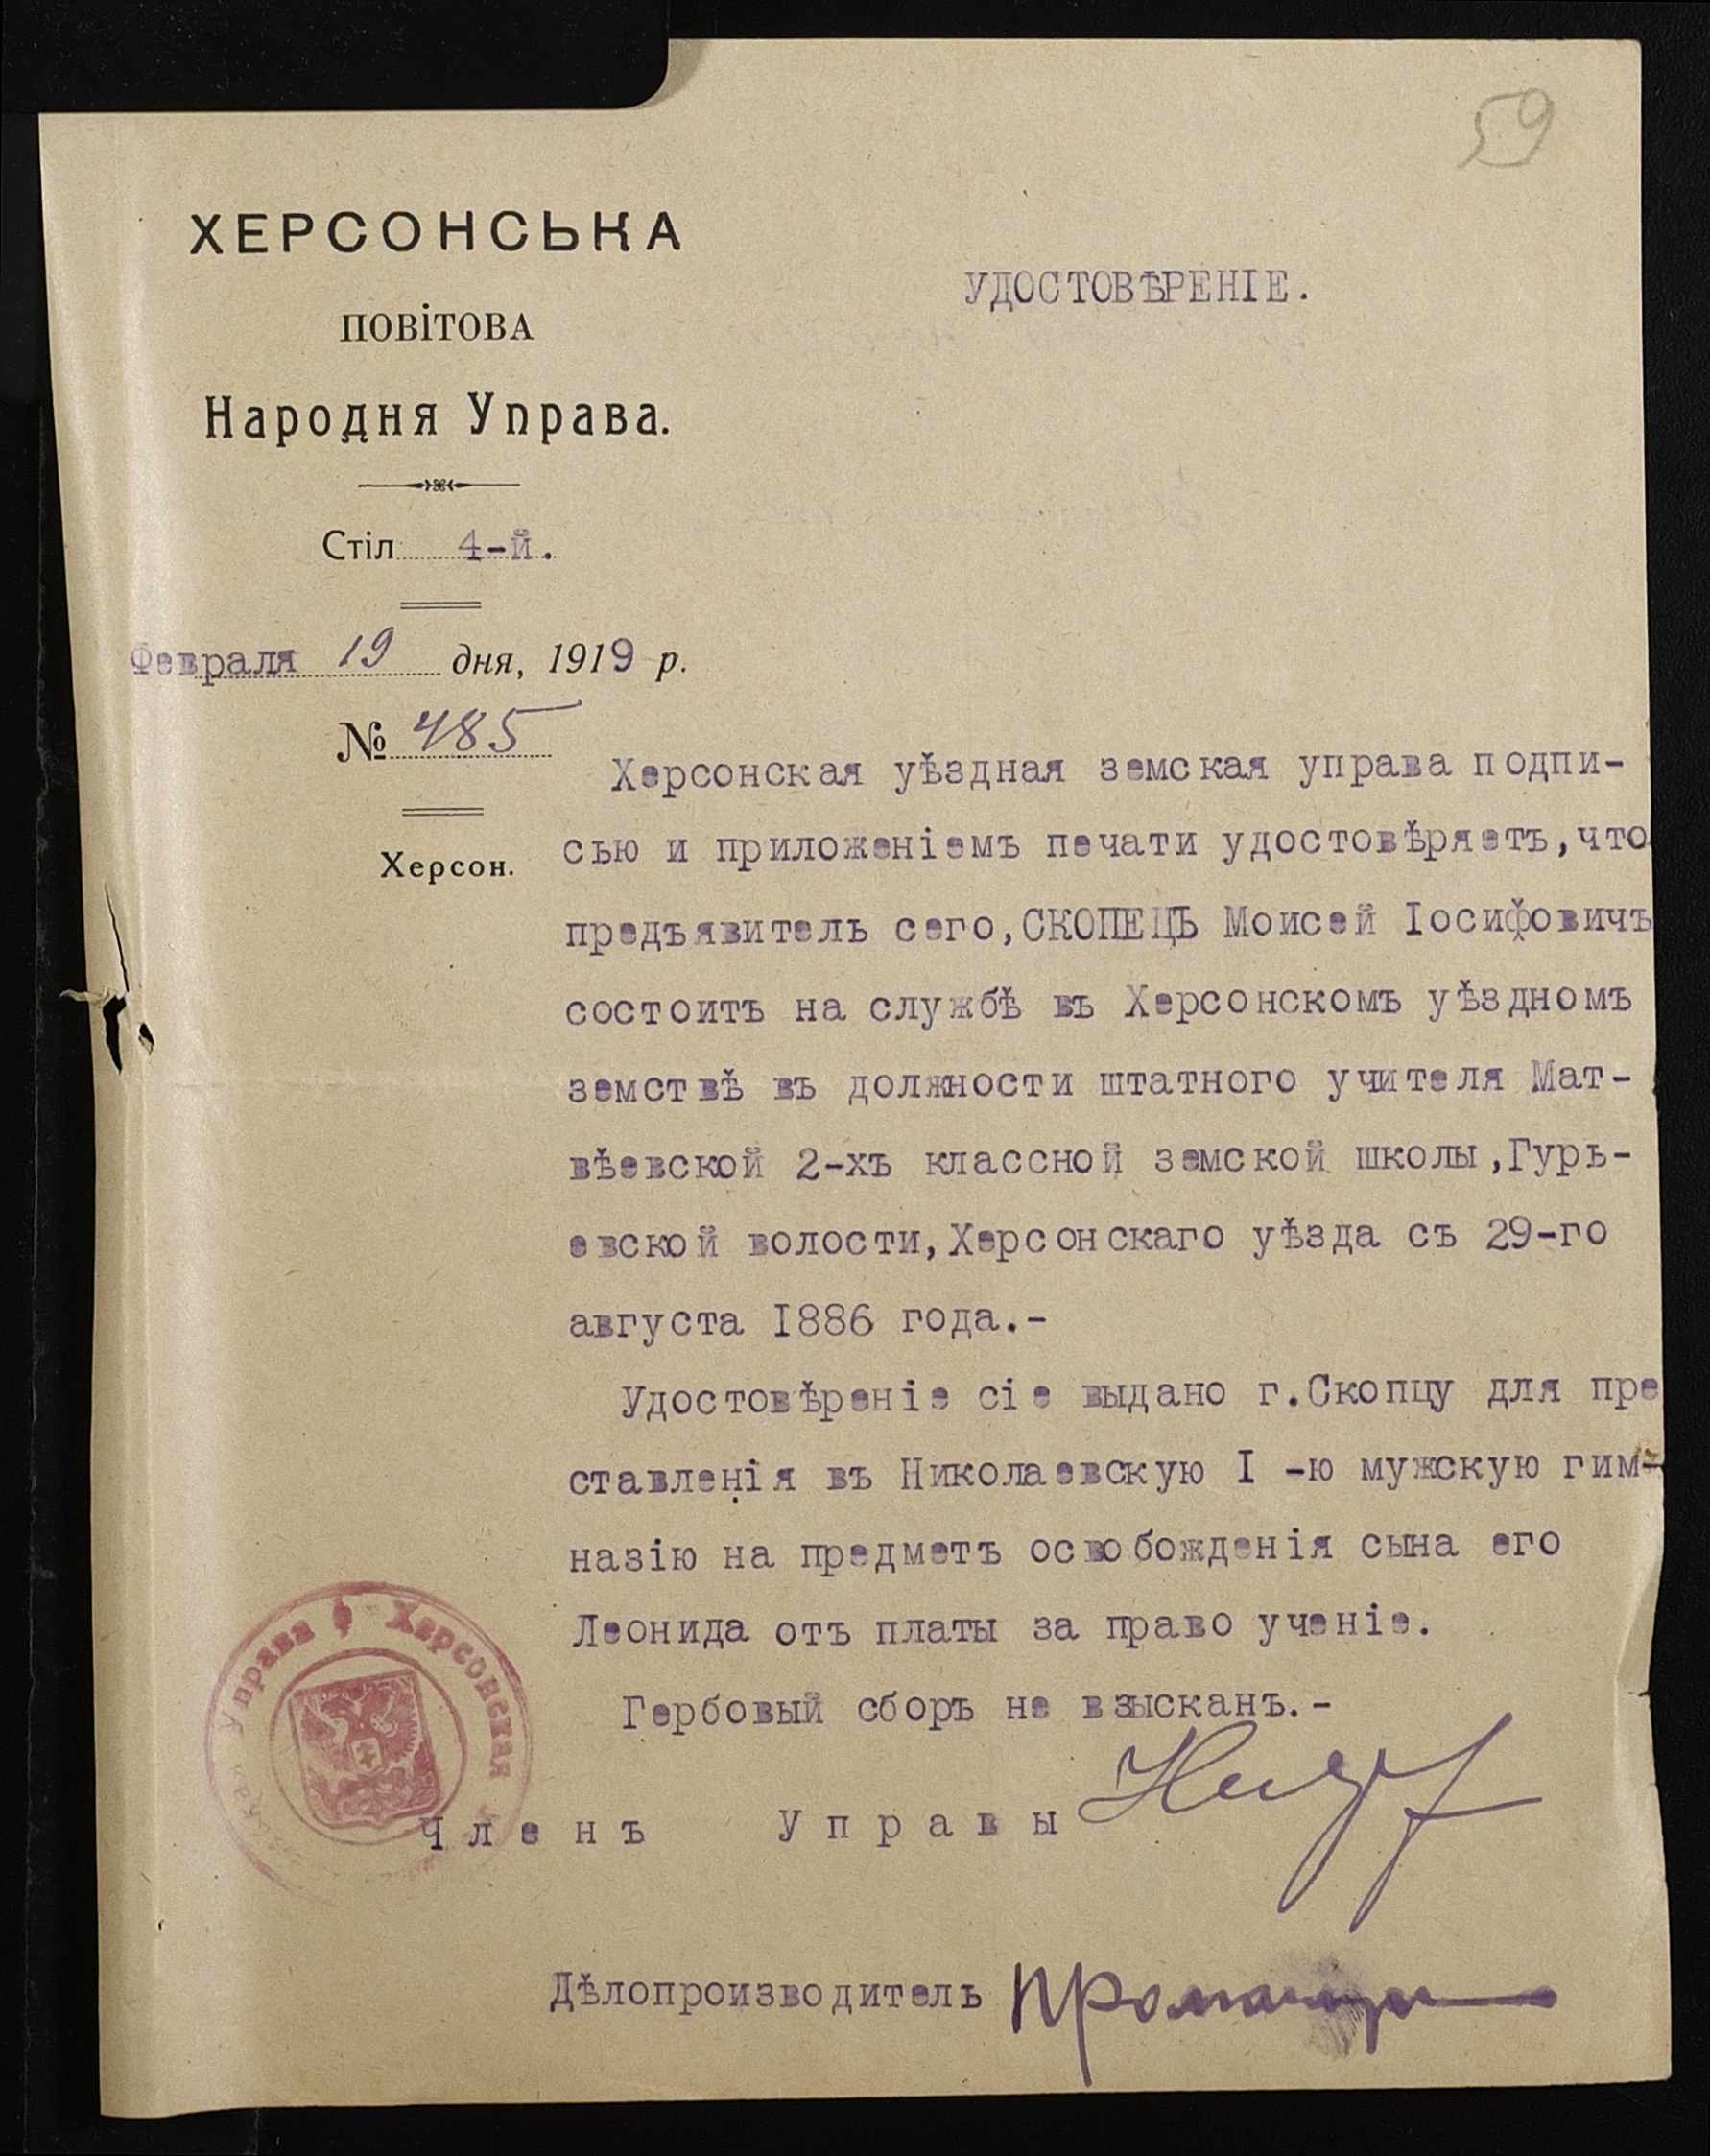 59
ХЕРСОНСЬКА
УДОСТОВѢРЕНІЕ.
ПОВІТОВА
Народня Управа.
Стіл 4-й.
Февраля 19 дня, 1919 р.
№ 485
Херсон.
Херсонская уѣздная земская управа подпи-
сью и приложеніемъ печати удостовѣряетъ, что
предъявитель сего, СКОПЕЦЪ Моисей Іосифовичъ
состоитъ на службѣ въ Херсонскомъ уѣздномъ
земствѣ въ должности штатного учителя Мат-
вѣевской 2-хъ классной земской школы, Гурь-
евской волости, Херсонскаго уѣзда съ 29-го
августа I886 года.-
Удостовѣреніе сіе выдано г. Скопцу для пре
ставленія въ Николаевскую I -ю мужскую гим-
назію на предметъ освобожденія сына его
Леонида отъ платы за право ученіе.
Гербовый сборъ не взысканъ.-
Управа Херсонская
Членъ Управы
Дѣлопроизводитель